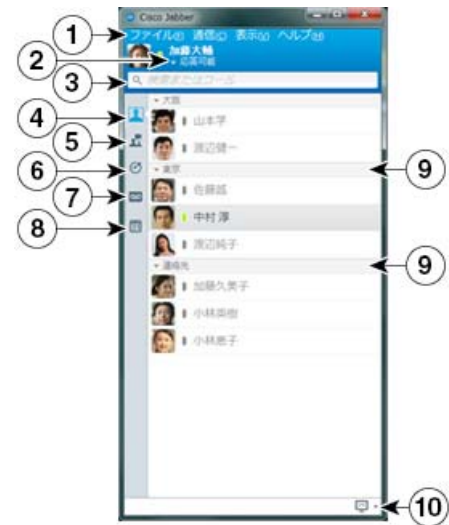 Cisco Jabber
1
ファイル(F) 通信(C) 表示(V) ヘルプ(H)
加藤大輔
2
応答可能
3
検索またはコール
4
大阪
山本学
5
渡辺健一
6
東京
9
7
佐藤誠
8
中村 淳
渡辺純子
連絡先
9
加藤久美子
小林英樹
小林恵子
10